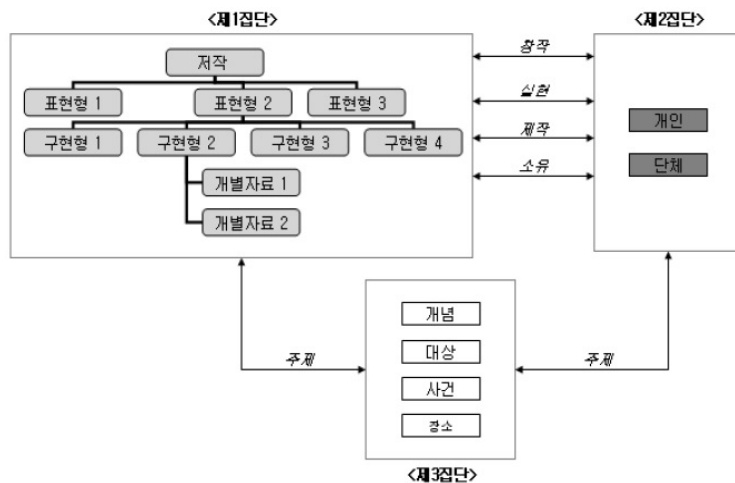 <제1집단>
<제2집단>
저작
표현형 1
표현형 2
표현형 3
구현형 1
구현형 2
구현형 3
구현형 4
개별자료 1
개별자료 2
창작
실현
제작
소유
개인
단체
주제
주제
개념
대상
사건
장소
<제3집단>